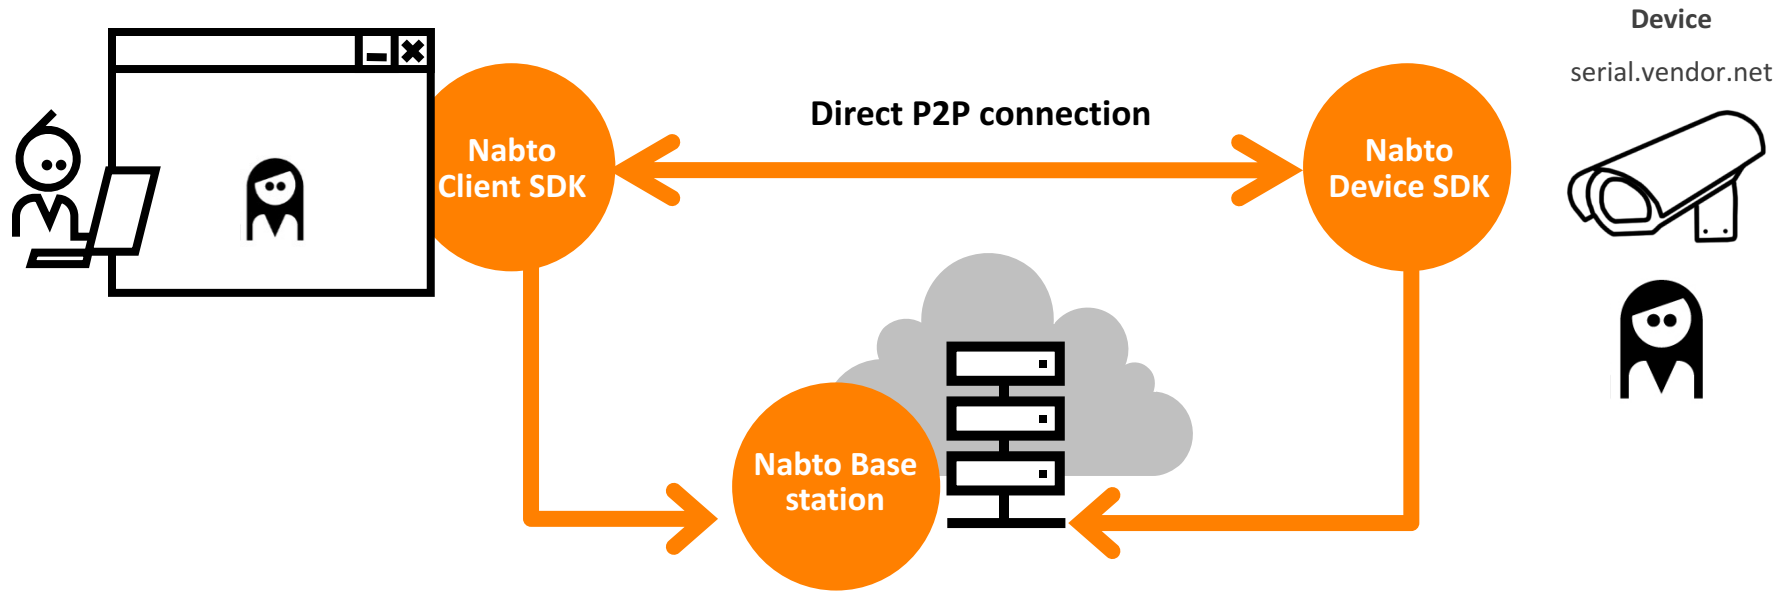 Device
serial.vendor.net
Direct P2P connection
Nabto
Client SDK
Nabto
Device SDK
Nabto Base
station